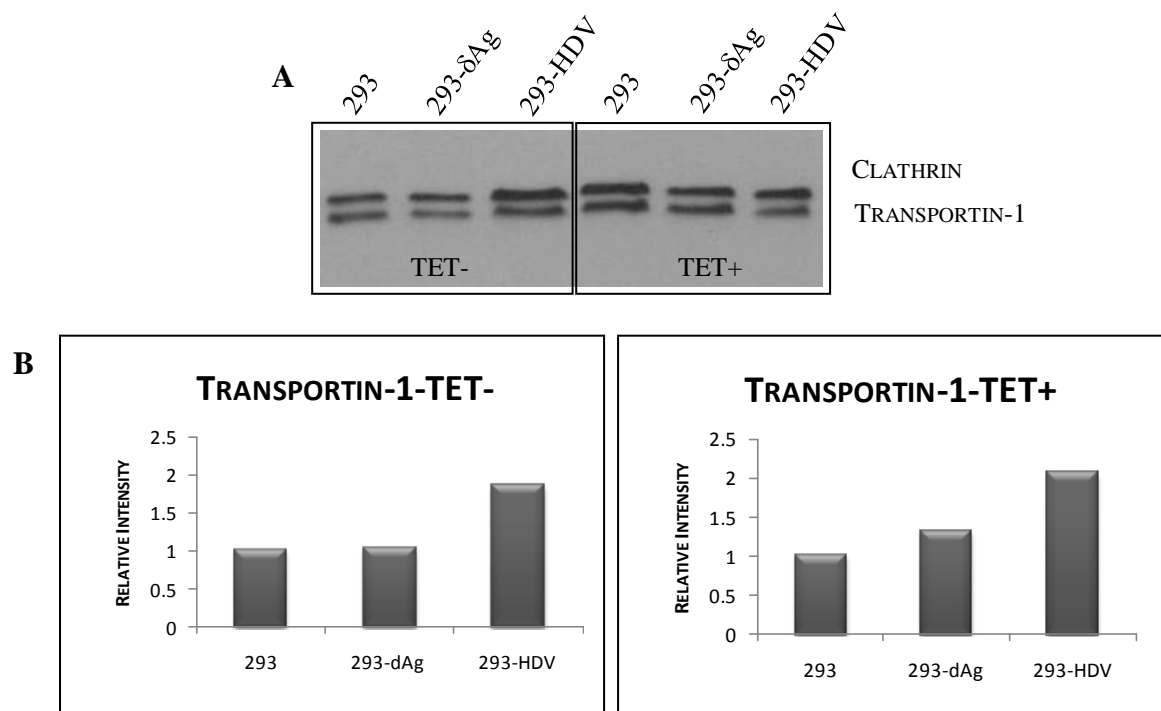 A
293 293-δAg 293-HDV 293 293-δAg 293-HDV
CLATHRIN
TRANSPORTIN-1
TET- TET+
B
TRANSPORTIN-1-TET-
RELATIVE INTENSITY
2.5
2
1.5
1
0.5
0
293 293-dAg 293-HDV
TRANSPORTIN-1-TET+
RELATIVE INTENSITY
2.5
2
1.5
1
0.5
0
293 293-dAg 293-HDV